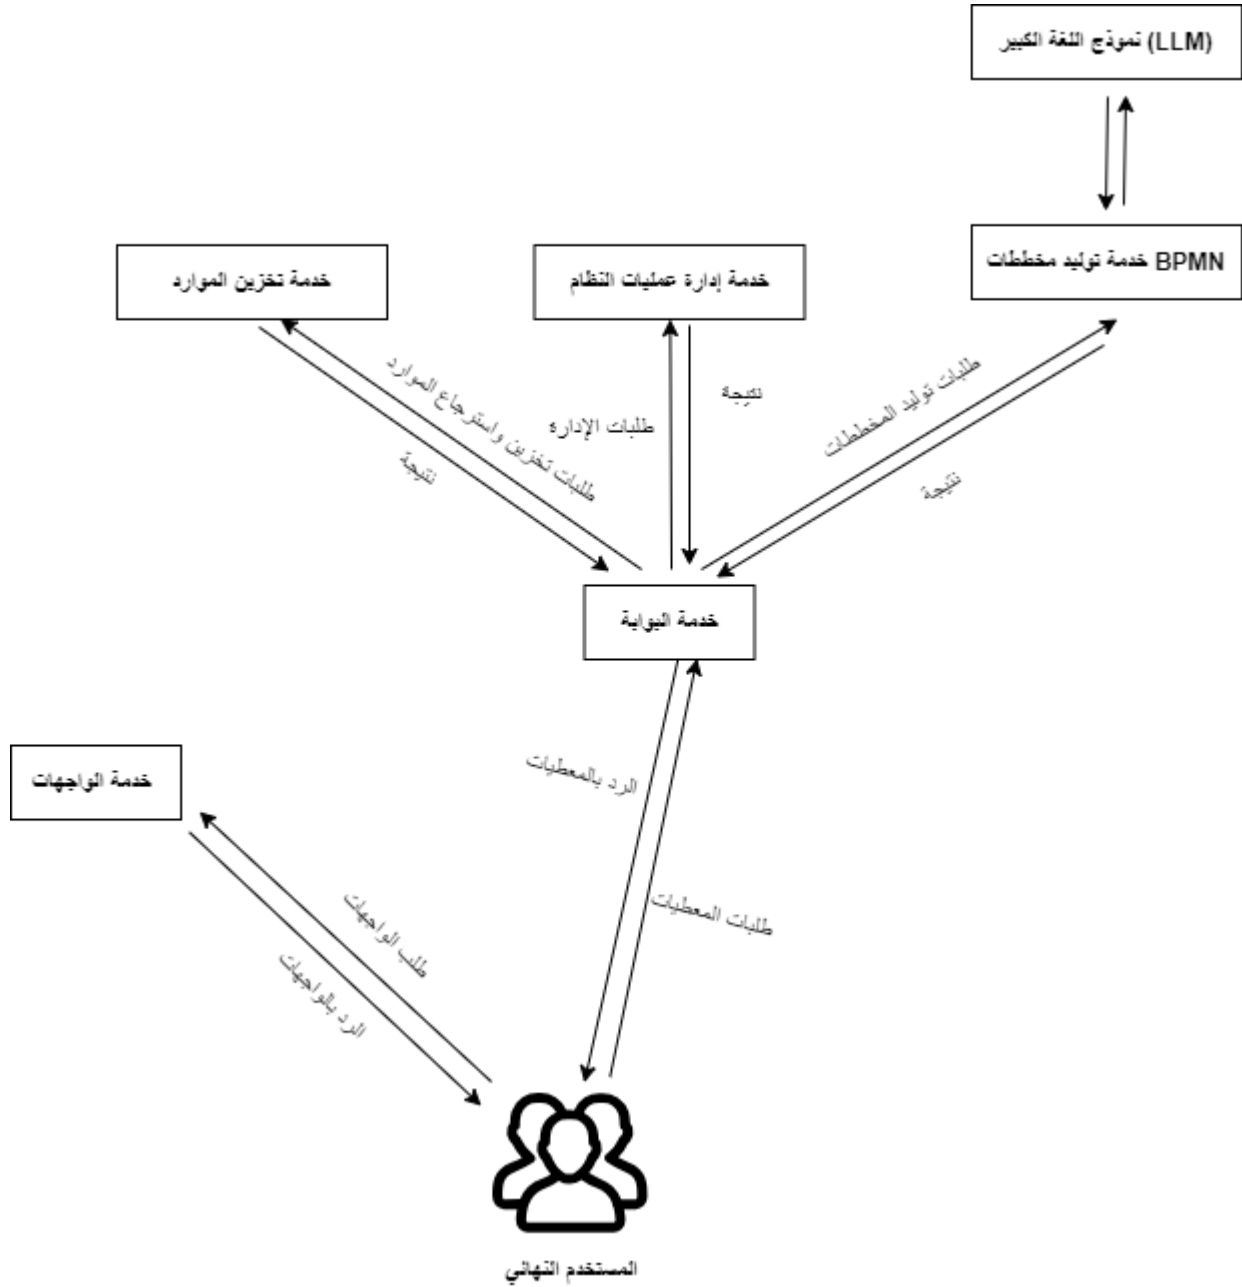 نموذج اللغة الكبير (LLM)
خدمة توليد مخططات BPMN
خدمة إدارة عمليات النظام
خدمة تخزين الموارد
طلبات توليد المخططات
نتيجة
نتيجة
طلبات الإدارة
طلبات تخزين واسترجاع الموارد
نتيجة
خدمة البوابة
الرد بالمعطيات
طلبات المعطيات
خدمة الواجهات
طلب الواجهات
الرد بالواجهات
المستخدم النهائي